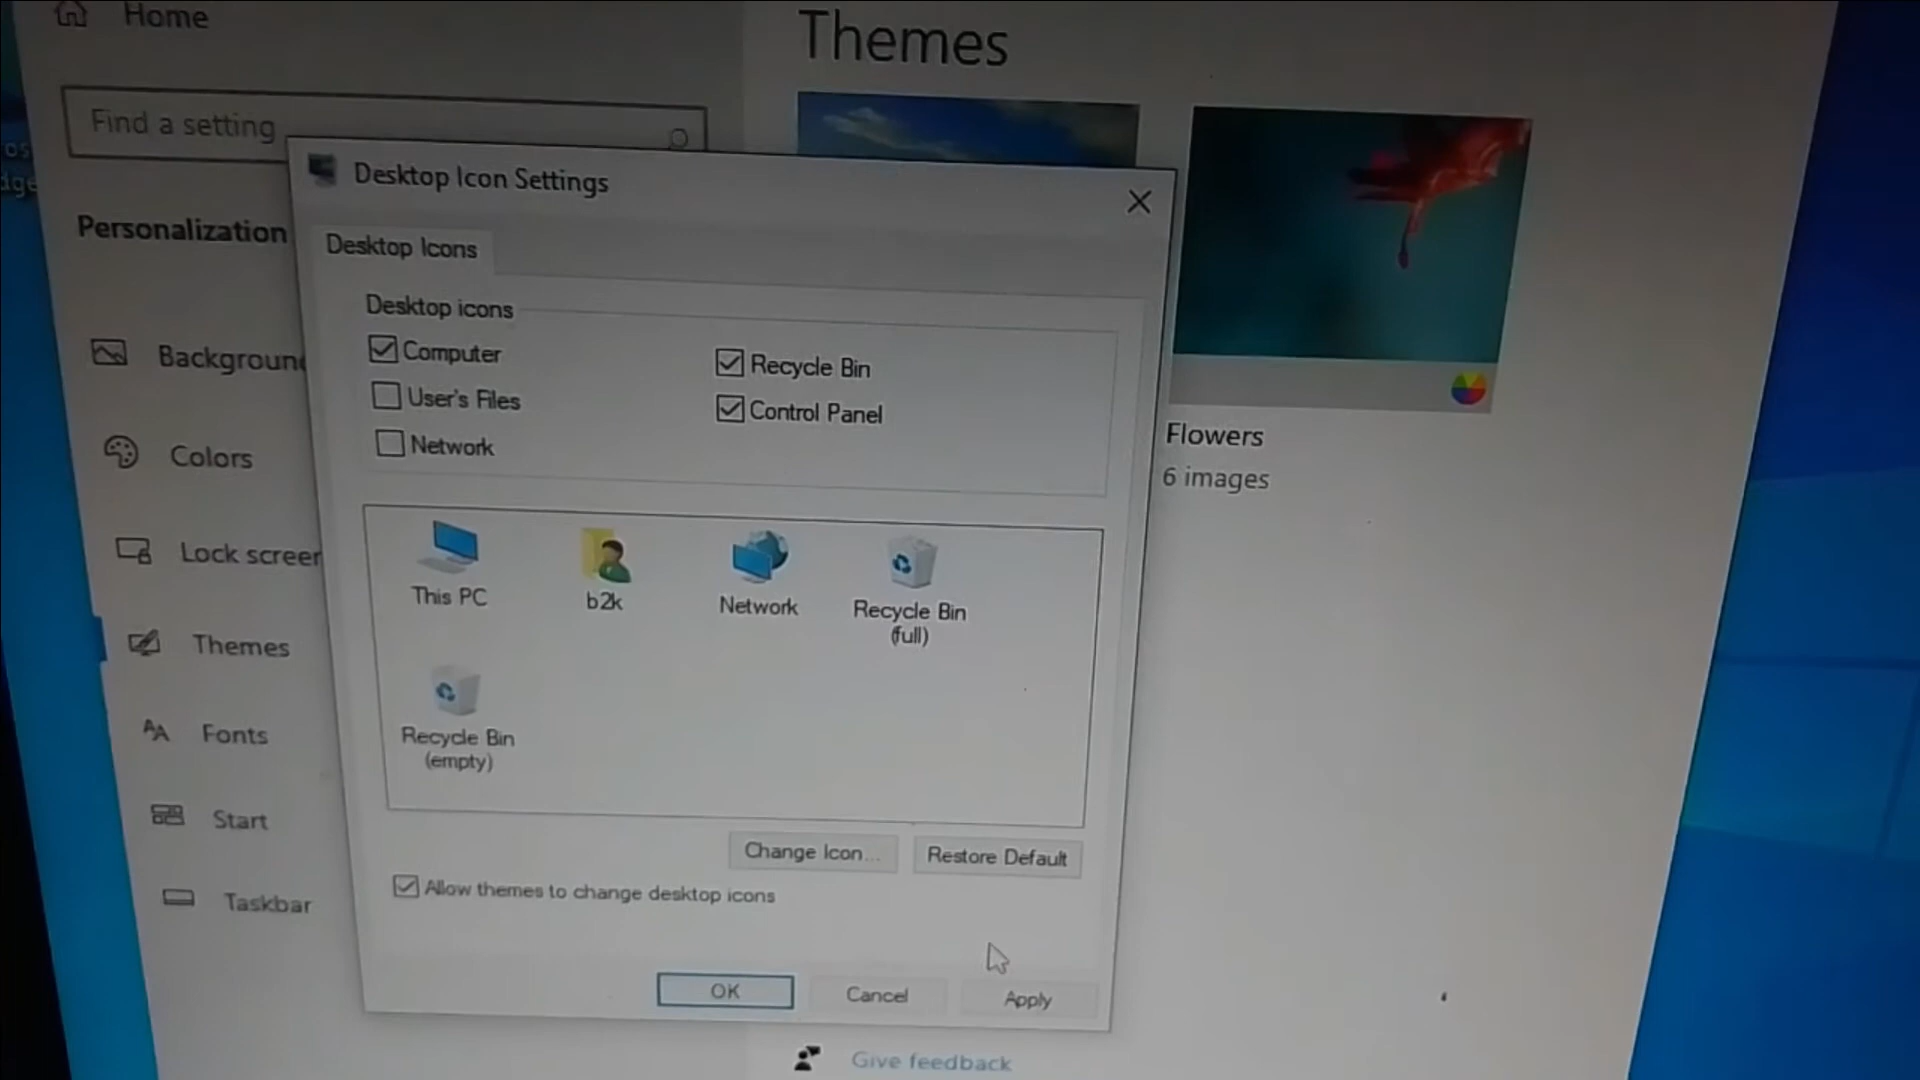 Home
Find a setting
Personalization
Background
Colors
Lock screen
Themes
Fonts
Start
Taskbar
Themes
Flowers
6 images
Give feedback
Desktop Icon Settings
Desktop Icons
Desktop icons
Computer
Recycle Bin
User's Files
Control Panel
Network
This PC
b2k
Network
Recycle Bin
(full)
Recycle Bin
(empty)
Change Icon...
Restore Default
Allow themes to change desktop icons
OK
Cancel
Apply